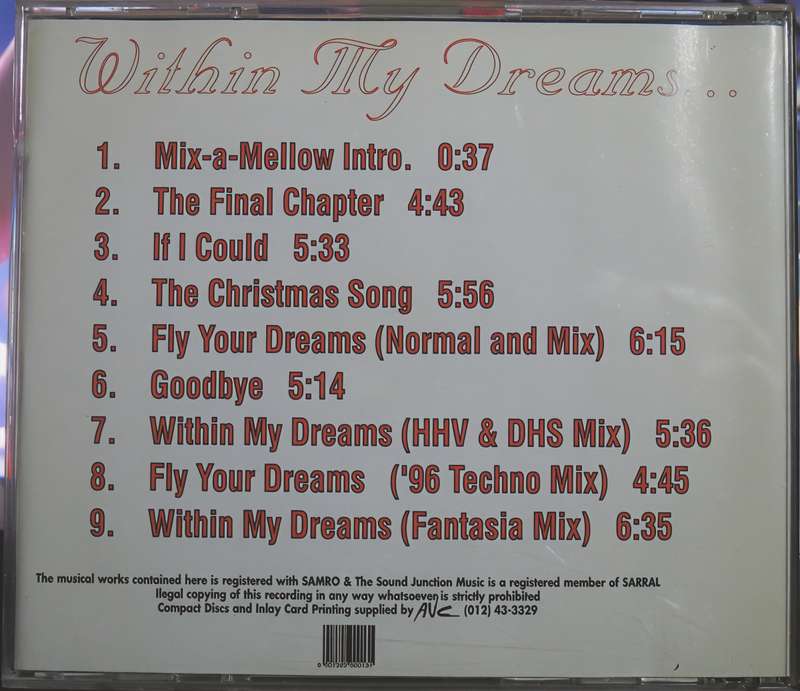 Within My Dreams...
1. Mix-a-Mellow Intro. 0:37
2. The Final Chapter 4:43
3. If I Could 5:33
4. The Christmas Song 5:56
5. Fly Your Dreams (Normal and Mix) 6:15
6. Goodbye 5:14
7. Within My Dreams (HHV & DHS Mix) 5:36
8. Fly Your Dreams ('96 Techno Mix) 4:45
9. Within My Dreams (Fantasia Mix) 6:35
The musical works contained here is registered with SAMRO & The Sound Junction Music is a registered member of SARRAL
Ilegal copying of this recording in any way whatsoever is strictly prohibited
Compact Discs and Inlay Card Printing supplied by AVC (012) 43-3329